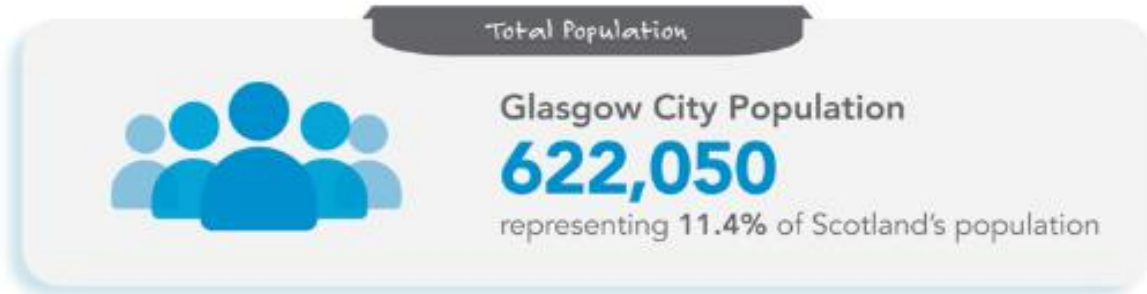 Total Population
Glasgow City Population
622,050
representing 11.4% of Scotland's population